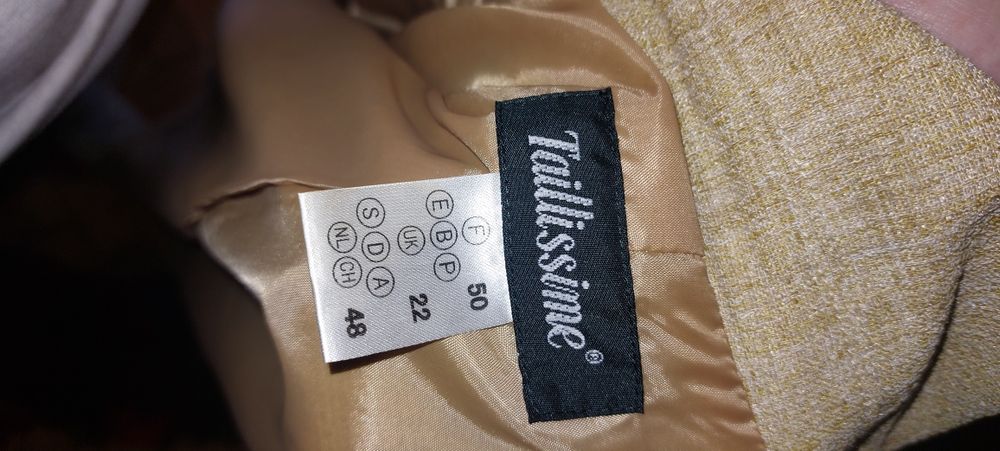 Taillissime®
F 50
E B P
UK 22
S D A
NL CH 48